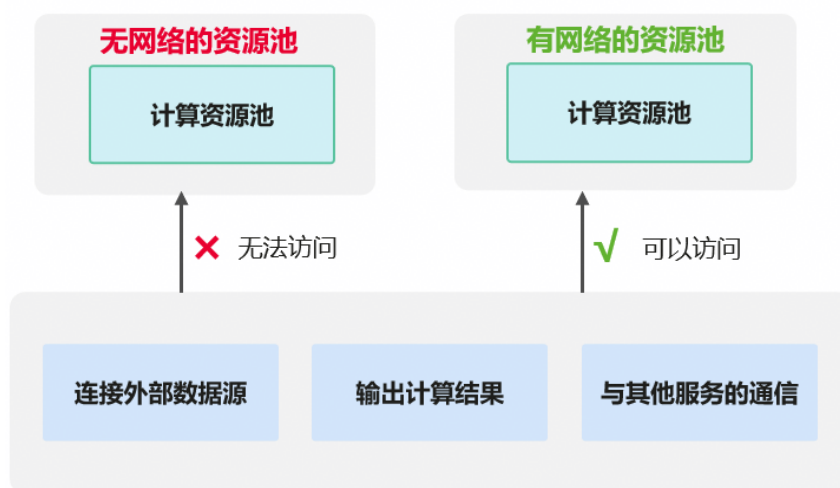 无网络的资源池
计算资源池
有网络的资源池
计算资源池
无法访问
√ 可以访问
连接外部数据源
输出计算结果
与其他服务的通信